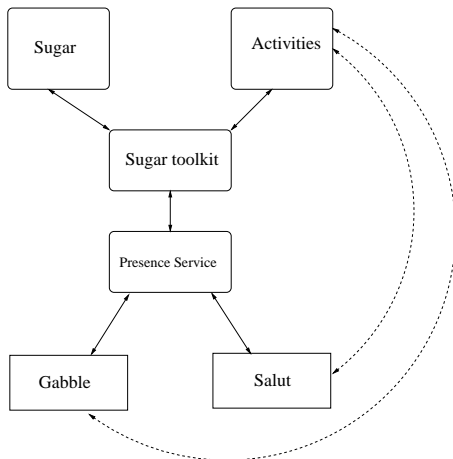 Sugar
Activities
Sugar toolkit
Presence Service
Gabble
Salut